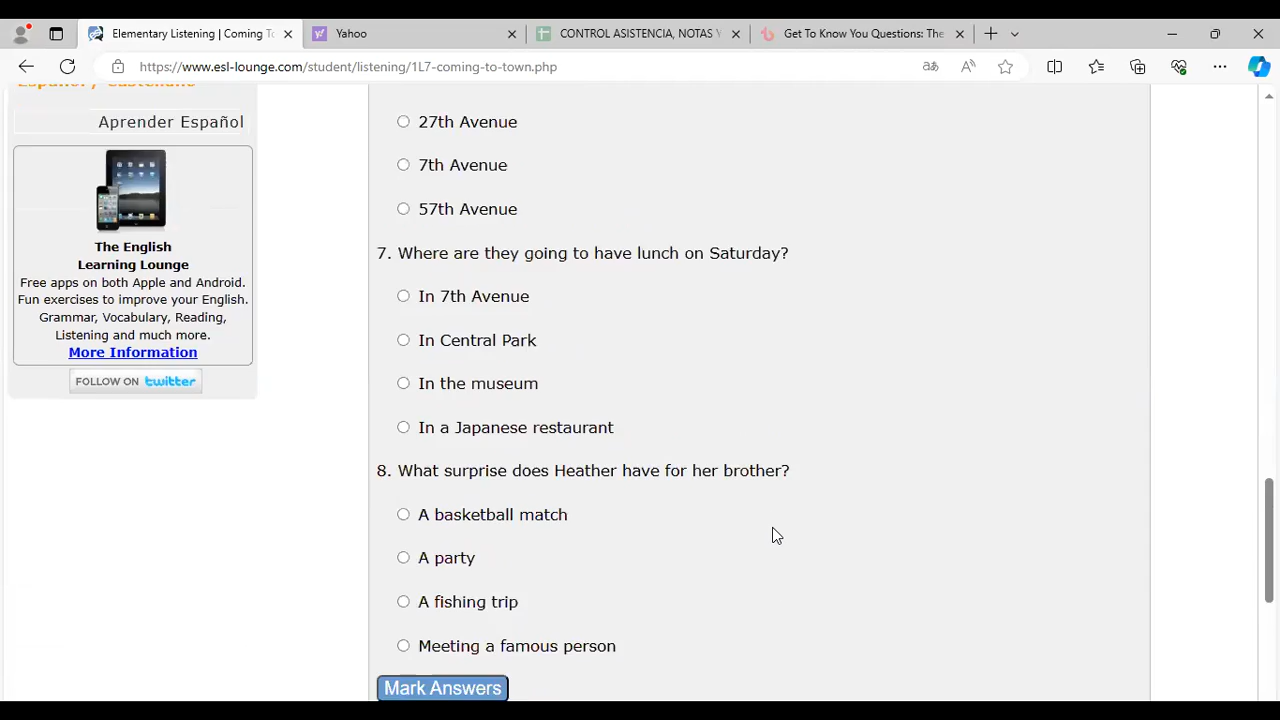 Elementary Listening | Coming To
Yahoo
CONTROL ASISTENCIA, NOTAS
Get To Know You Questions: The
https://www.esl-lounge.com/student/listening/1L7-coming-to-town.php
Español / Castellano
Aprender Español
The English
Learning Lounge
Free apps on both Apple and Android.
Fun exercises to improve your English.
Grammar, Vocabulary, Reading,
Listening and much more.
More Information
FOLLOW ON twitter
27th Avenue
7th Avenue
57th Avenue
7. Where are they going to have lunch on Saturday?
In 7th Avenue
In Central Park
In the museum
In a Japanese restaurant
8. What surprise does Heather have for her brother?
A basketball match
A party
A fishing trip
Meeting a famous person
Mark Answers